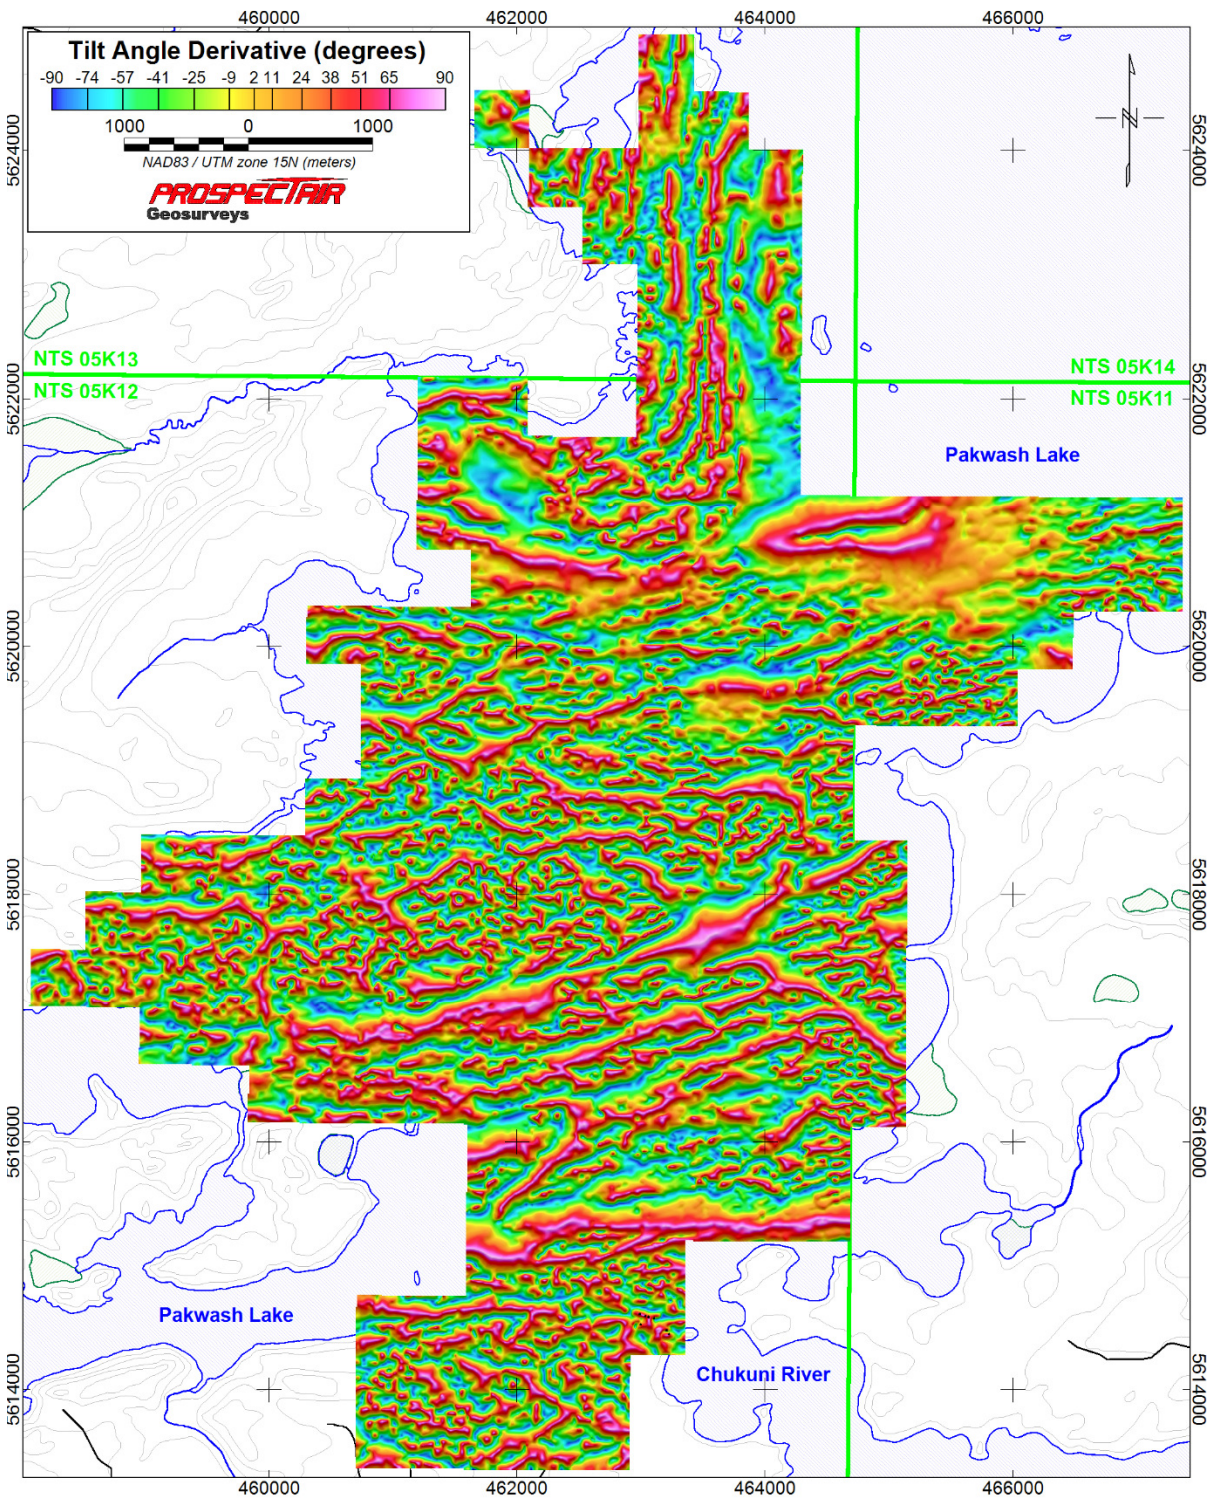 460000 462000 464000 466000
Tilt Angle Derivative (degrees)
-90 -74 -57 -41 -25 -9 2 11 24 38 51 65 90
1000 0 1000
NAD83 / UTM zone 15N (meters)
PROSPECTAIR
Geosurveys
5624000 5624000
NTS 05K13 NTS 05K14
NTS 05K12 NTS 05K11
5622000 5622000
Pakwash Lake
5620000 5620000
5618000 5618000
5616000 5616000
Pakwash Lake
Chukuni River
5614000 5614000
460000 462000 464000 466000